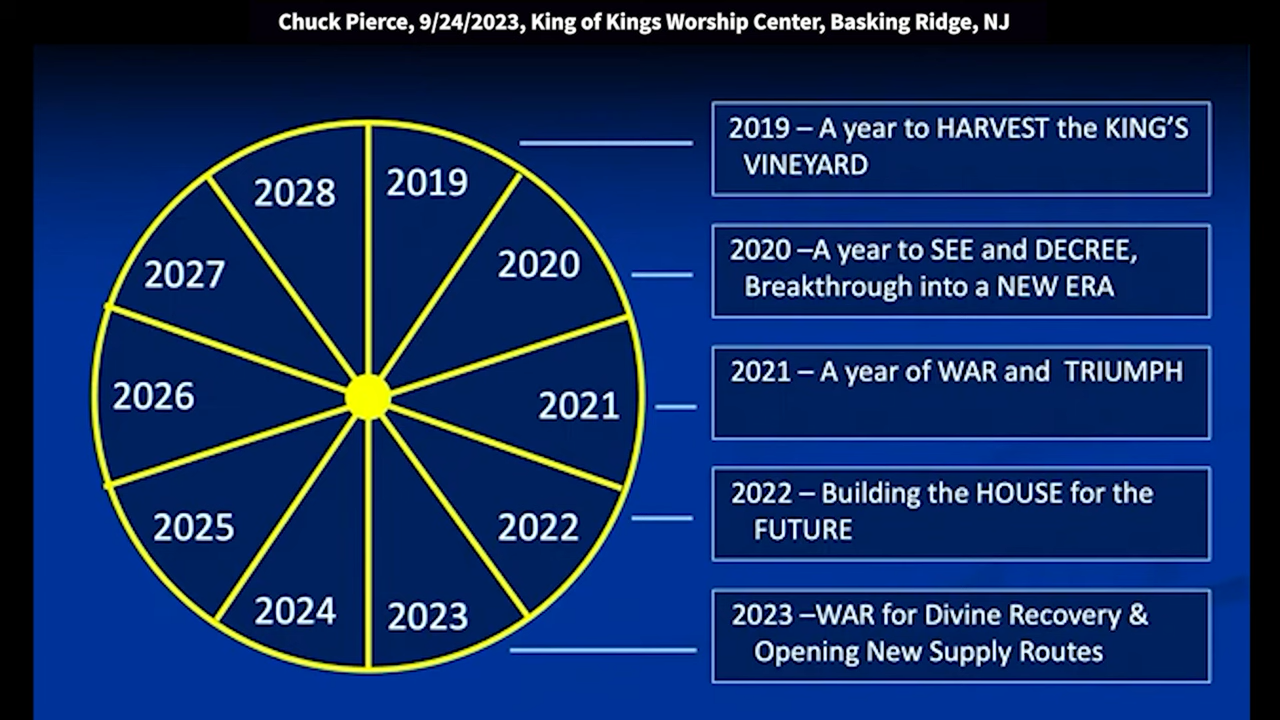 Chuck Pierce, 9/24/2023, King of Kings Worship Center, Basking Ridge, NJ
2028
2019
2027
2020
2026
2021
2025
2022
2024
2023
2019 – A year to HARVEST the KING'S
VINEYARD
2020 –A year to SEE and DECREE,
Breakthrough into a NEW ERA
2021 – A year of WAR and TRIUMPH
2022 – Building the HOUSE for the
FUTURE
2023 –WAR for Divine Recovery &
Opening New Supply Routes